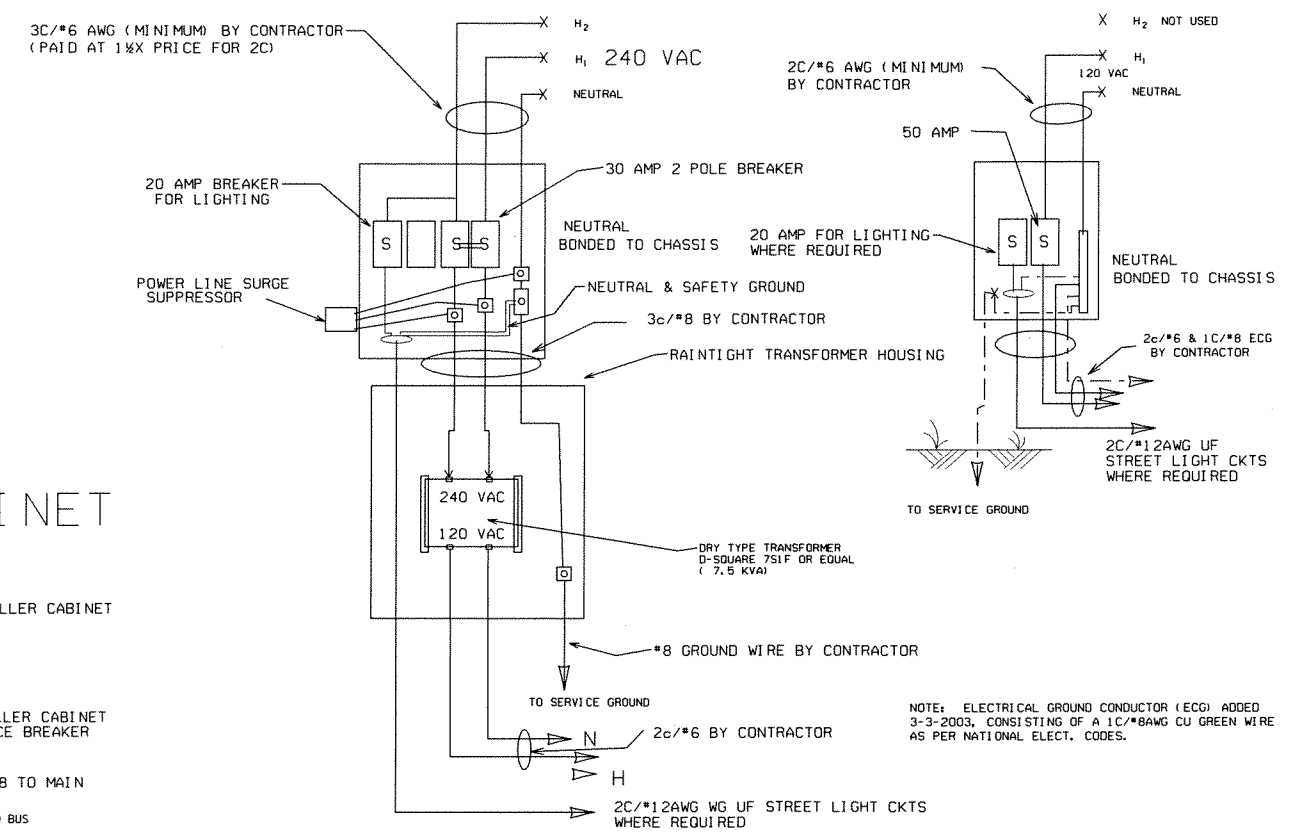 3C/#6 AWG (MINIMUM) BY CONTRACTOR
(PAID AT 1½X PRICE FOR 2C)
H2
H1 240 VAC
NEUTRAL
20 AMP BREAKER
FOR LIGHTING
30 AMP 2 POLE BREAKER
S
S
S
NEUTRAL
BONDED TO CHASSIS
POWER LINE SURGE
SUPPRESSOR
NEUTRAL & SAFETY GROUND
3c/#8 BY CONTRACTOR
RAINTIGHT TRANSFORMER HOUSING
240 VAC
120 VAC
DRY TYPE TRANSFORMER
D-SQUARE 7S1F OR EQUAL
( 7.5 KVA)
#8 GROUND WIRE BY CONTRACTOR
TO SERVICE GROUND
N
2c/#6 BY CONTRACTOR
H
2C/#12AWG WG UF STREET LIGHT CKTS
WHERE REQUIRED
H2 NOT USED
H1
120 VAC
NEUTRAL
2C/#6 AWG (MINIMUM)
BY CONTRACTOR
50 AMP
20 AMP FOR LIGHTING
WHERE REQUIRED
S
S
NEUTRAL
BONDED TO CHASSIS
2c/#6 & 1C/#8 ECG
BY CONTRACTOR
2C/#12AWG UF
STREET LIGHT CKTS
WHERE REQUIRED
TO SERVICE GROUND
NOTE: ELECTRICAL GROUND CONDUCTOR (ECG) ADDED
3-3-2003, CONSISTING OF A 1C/#8AWG CU GREEN WIRE
AS PER NATIONAL ELECT. CODES.
INET
LLER CABINET
LLER CABINET
CE BREAKER
8 TO MAIN
BUS